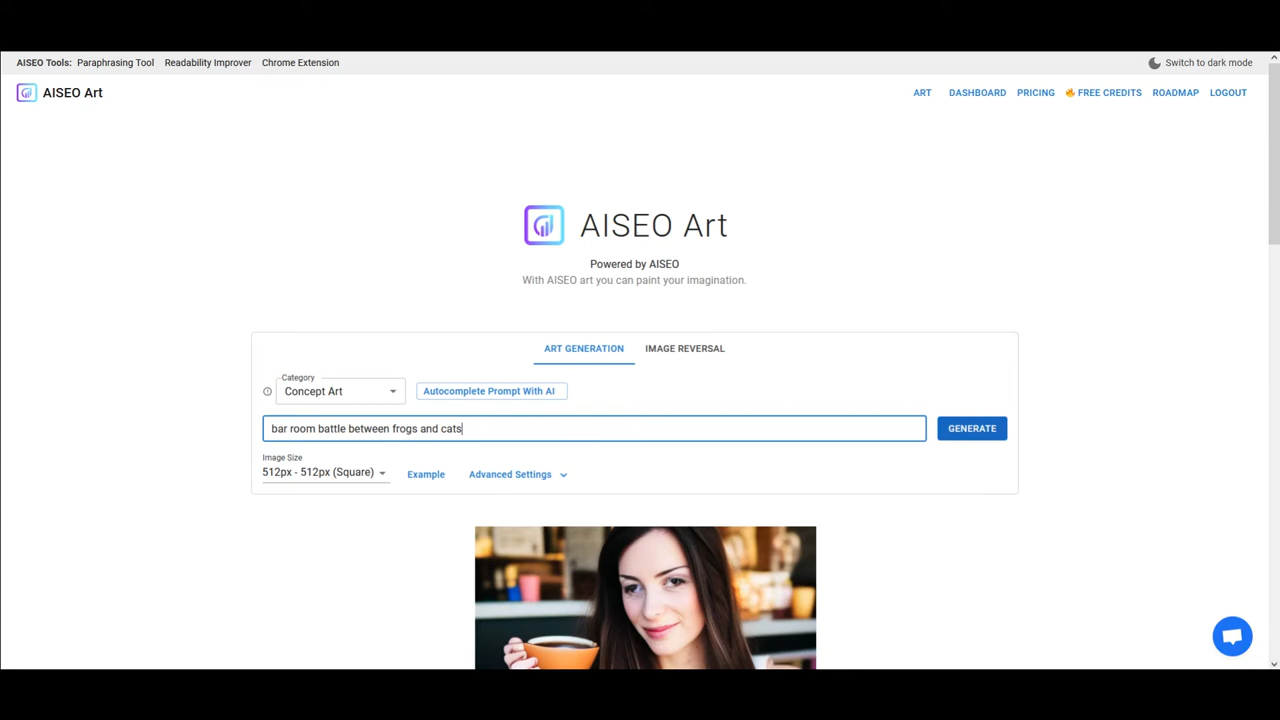 AISEO Tools: Paraphrasing Tool Readability Improver Chrome Extension Switch to dark mode
AISEO Art ART DASHBOARD PRICING 🔥 FREE CREDITS ROADMAP LOGOUT
AISEO Art
Powered by AISEO
With AISEO art you can paint your imagination.
ART GENERATION IMAGE REVERSAL
Category
Concept Art Autocomplete Prompt With AI
bar room battle between frogs and cats GENERATE
Image Size
512px - 512px (Square) Example Advanced Settings